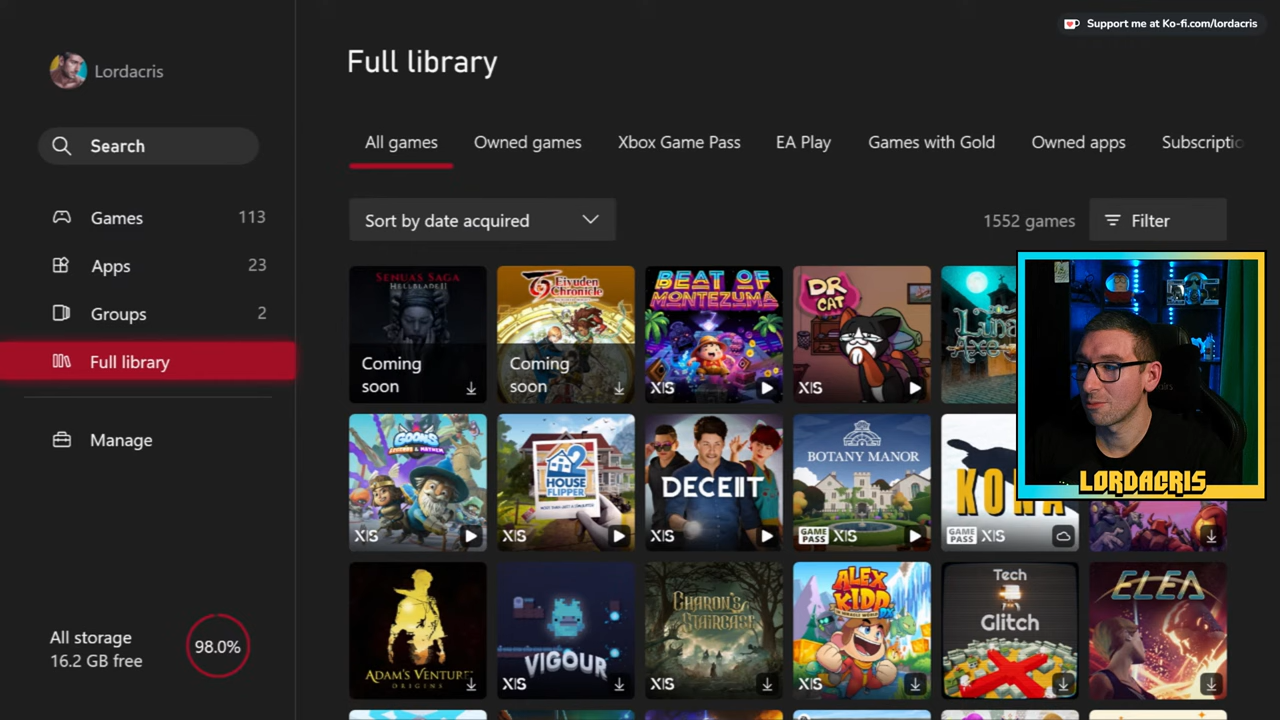 Support me at Ko-fi.com/lordacris
Lordacris
Full library
Search
All games
Owned games
Xbox Game Pass
EA Play
Games with Gold
Owned apps
Subscriptio
Games 113
Apps 23
Groups 2
Full library
Manage
All storage
16.2 GB free
98.0%
Sort by date acquired
1552 games
Filter
SENUA'S SAGA
HELLBLADE II
Coming
soon
Eiyuden
Chronicle
Coming
soon
BEAT OF
MONTEZUMA
X|S
DR
CAT
X|S
LORDACRIS
GOONS
LEGENDS & MAYHEM
X|S
2
HOUSE
FLIPPER
X|S
DECEIT
X|S
BOTANY MANOR
GAME
PASS
X|S
KONA
GAME
PASS
X|S
ADAM'S VENTURE
ORIGINS
VIGOUR
X|S
CHARON'S
STAIRCASE
X|S
ALEX
KIDD
X|S
Tech
Glitch
ELEA